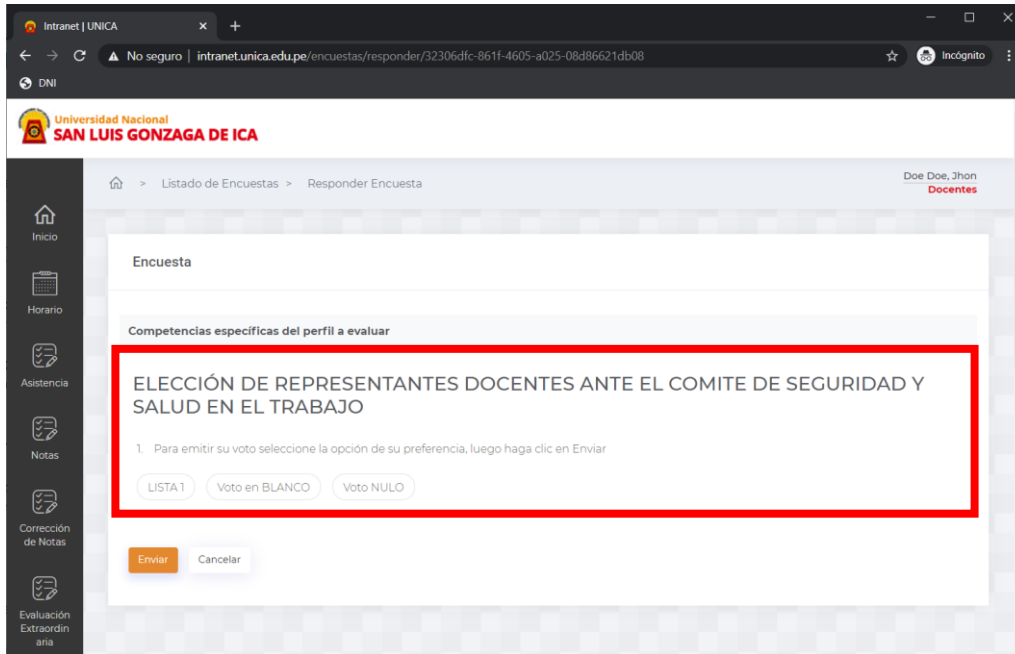 Intranet | UNICA
No seguro | intranet.unica.edu.pe/encuestas/responder/32306dfc-861f-4605-a025-08d86621db08
Incógnito
DNI
Universidad Nacional
SAN LUIS GONZAGA DE ICA
Listado de Encuestas > Responder Encuesta
Doe Doe, Jhon
Docentes
Inicio
Horario
Asistencia
Notas
Corrección
de Notas
Evaluación
Extraordin
aria
Encuesta
Competencias específicas del perfil a evaluar
ELECCIÓN DE REPRESENTANTES DOCENTES ANTE EL COMITE DE SEGURIDAD Y
SALUD EN EL TRABAJO
1. Para emitir su voto seleccione la opción de su preferencia, luego haga clic en Enviar
LISTA 1 Voto en BLANCO Voto NULO
Enviar Cancelar